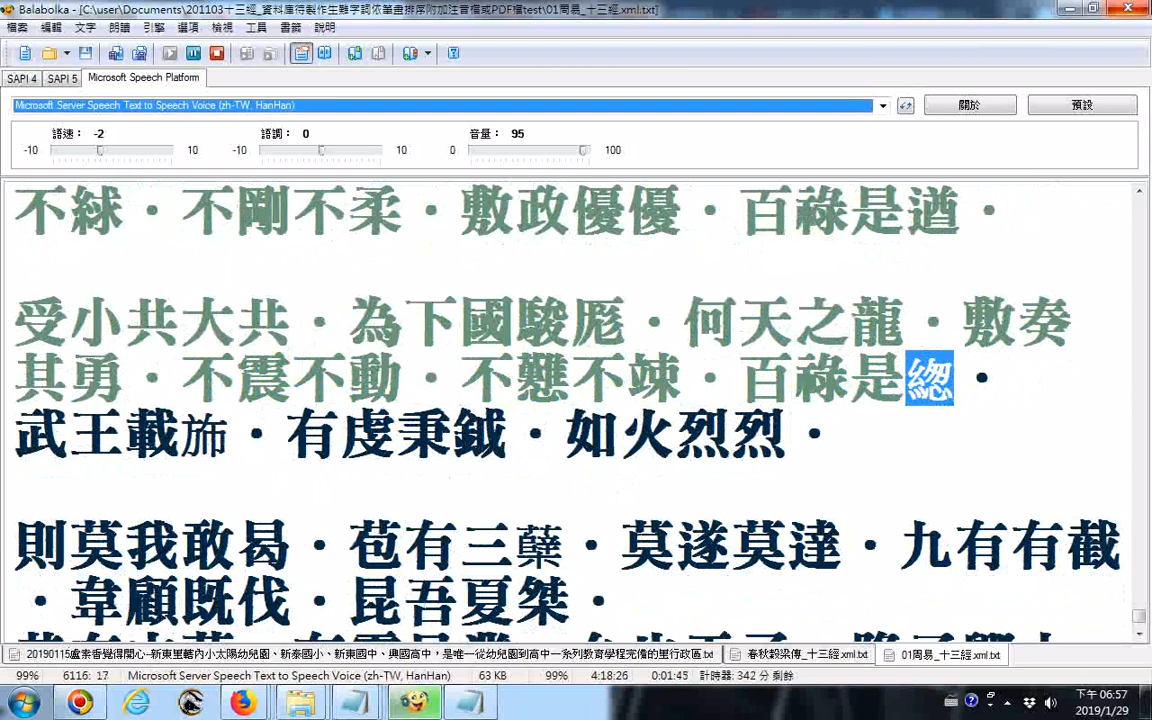 Balabolka - [C:\user\Documents\201103十三經_資料庫待製作生難字詞依筆畫排序附加注音檔或PDF檔test\01周易_十三經.xml.txt]
檔案 編輯 文字 朗讀 引擎 選項 檢視 工具 書籤 說明
SAPI 4 SAPI 5 Microsoft Speech Platform
Microsoft Server Speech Text to Speech Voice (zh-TW, HanHan) 關於 預設
語速： -2 語調： 0 音量： 95
-10 10 -10 10 0 100
不絿．不剛不柔．敷政優優．百祿是遒．
受小共大共．為下國駿厖．何天之龍．敷奏
其勇．不震不動．不戁不竦．百祿是緫．
武王載斾．有虔秉鉞．如火烈烈．
則莫我敢曷．苞有三蘖．莫遂莫達．九有有截
．韋顧既伐．昆吾夏桀．
20190115盧素香覺得開心--新東里轄內小太陽幼兒園、新泰國小、新東國中、興國高中，是唯一從幼兒園到高中一系列教育學程完備的里行政區.txt 春秋穀梁傳_十三經.xml.txt 01周易_十三經.xml.txt
99% 6116: 17 Microsoft Server Speech Text to Speech Voice (zh-TW, HanHan) 63 KB 99% 4:18:26 0:01:45 計時器: 342 分 剩餘
下午 06:57
2019/1/29